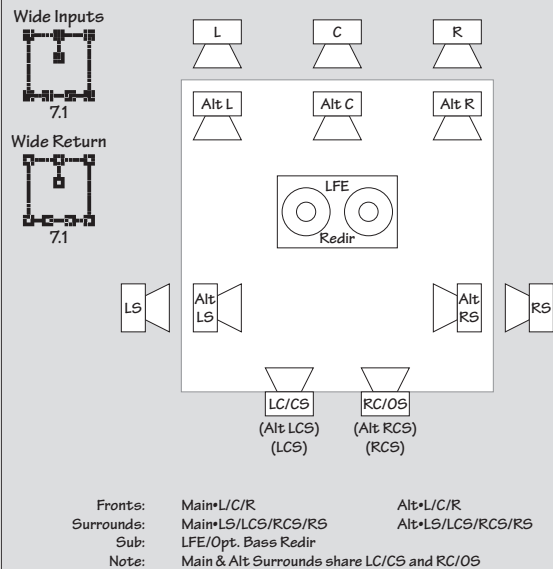 Wide Inputs
7.1
Wide Return
7.1
L
C
R
Alt L
Alt C
Alt R
LFE
Redir
LS
Alt
LS
Alt
RS
RS
LC/CS
(Alt LCS)
(LCS)
RC/OS
(Alt RCS)
(RCS)
Fronts: Main•L/C/R Alt•L/C/R
Surrounds: Main•LS/LCS/RCS/RS Alt•LS/LCS/RCS/RS
Sub: LFE/Opt. Bass Redir
Note: Main & Alt Surrounds share LC/CS and RC/OS